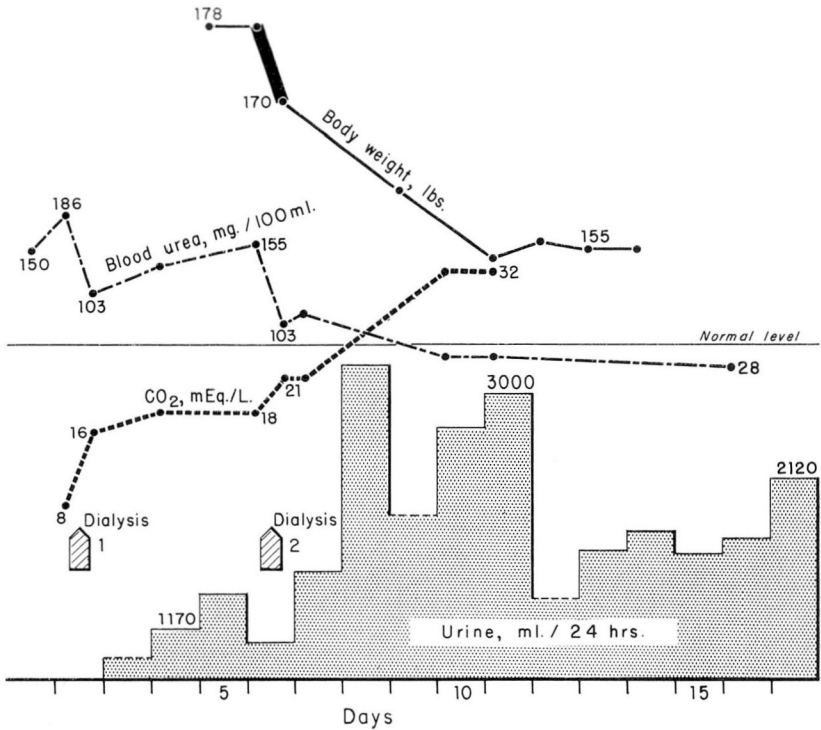 178
170
Body weight, lbs.
186
150
Blood urea, mg./100ml.
155
155
103
103
32
Normal level
28
CO2, mEq./L.
21
18
16
3000
8
Dialysis
1
Dialysis
2
2120
1170
Urine, ml./ 24 hrs.
5
10
15
Days